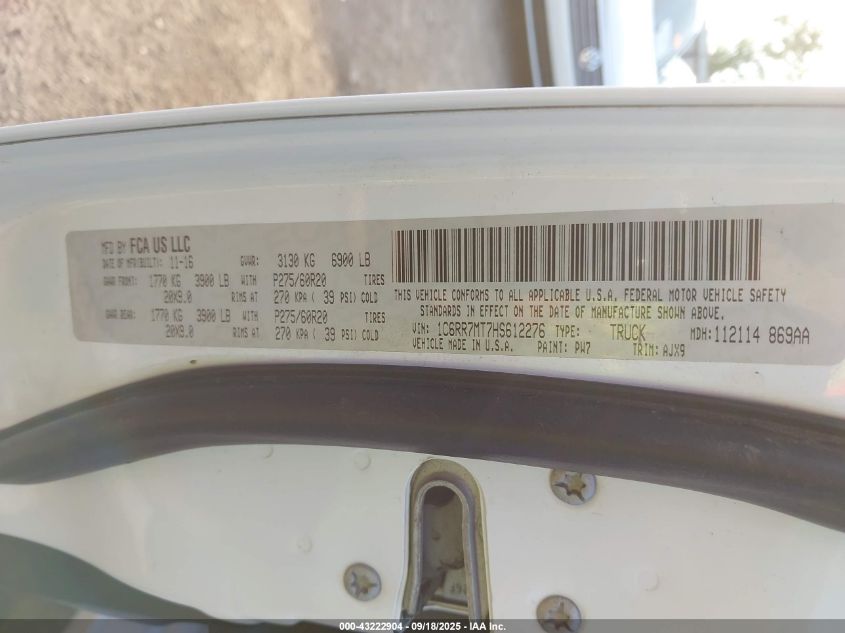 MFD BY FCA US LLC
DATE OF MFR(BUILT): 11-16 GVWR: 3130 KG 6900 LB
GAWR FRONT: 1770 KG 3900 LB WITH P275/60R20 TIRES
20X9.0 RIMS AT 270 KPA ( 39 PSI) COLD
GAWR REAR: 1770 KG 3900 LB WITH P275/60R20 TIRES
20X9.0 RIMS AT 270 KPA ( 39 PSI) COLD
THIS VEHICLE CONFORMS TO ALL APPLICABLE U.S.A. FEDERAL MOTOR VEHICLE SAFETY
STANDARDS IN EFFECT ON THE DATE OF MANUFACTURE SHOWN ABOVE.
VIN: 1C6RR7MT7HS612276 TYPE: TRUCK MDH: 112114 869AA
VEHICLE MADE IN U.S.A. PAINT: PW7 TRIM: AJX9
000-43222904 - 09/18/2025 - IAA Inc.